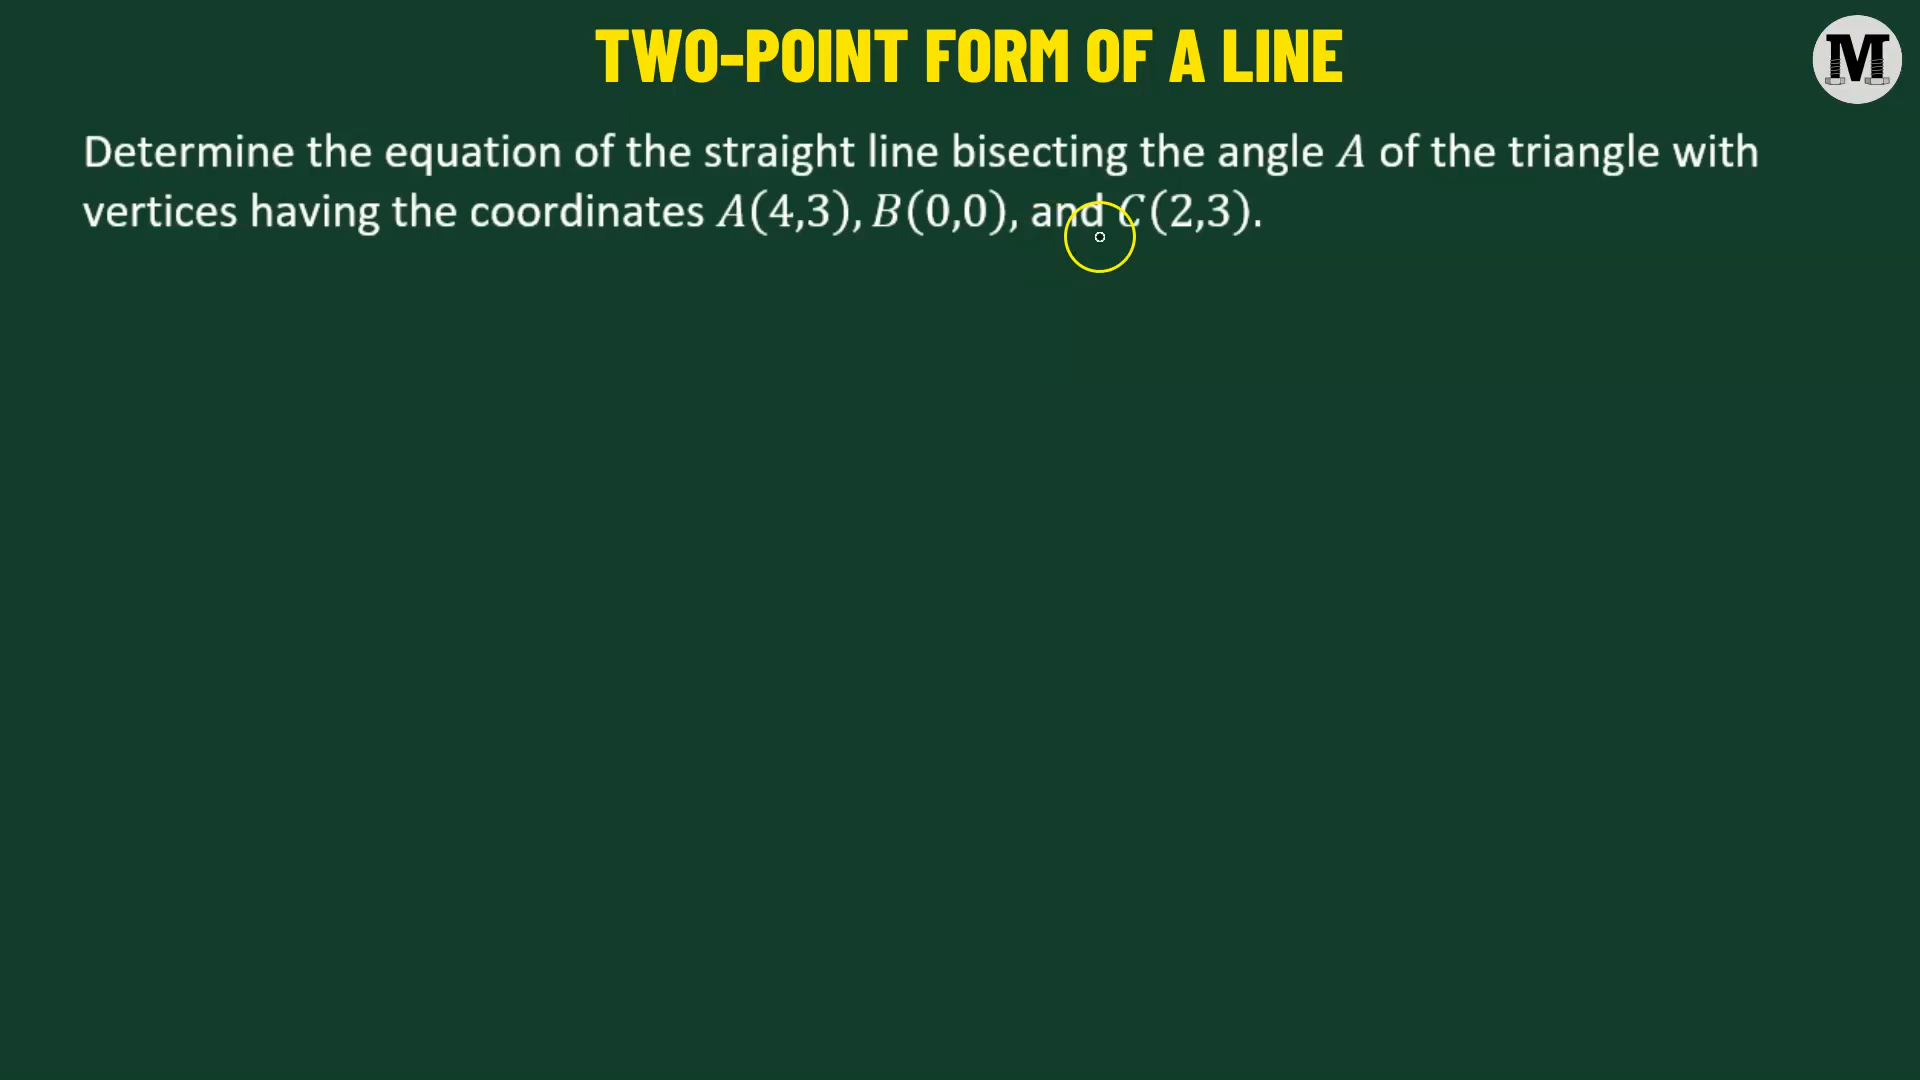 TWO-POINT FORM OF A LINE
M
Determine the equation of the straight line bisecting the angle A of the triangle with
vertices having the coordinates A(4,3), B(0,0), and C(2,3).